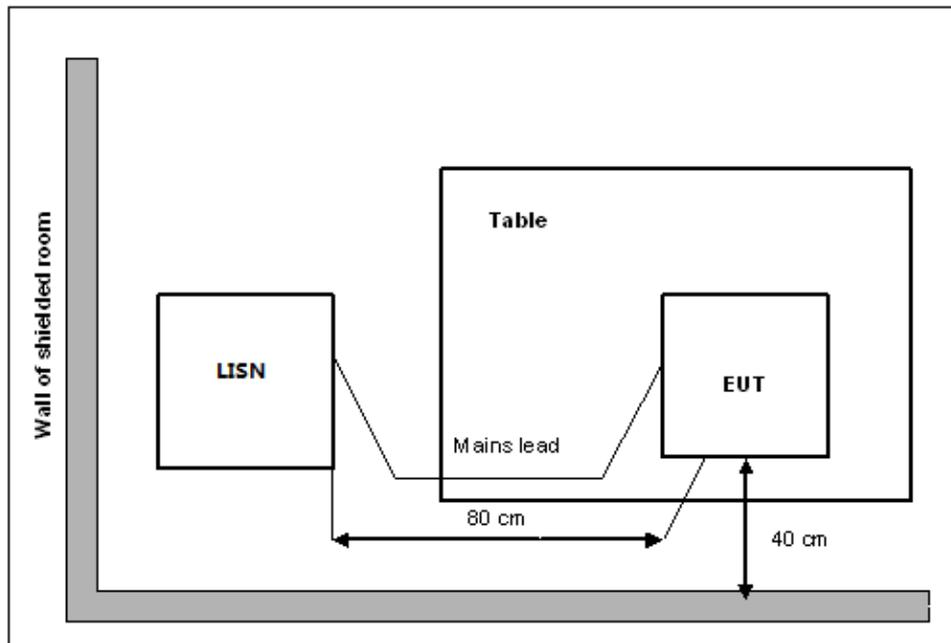 Wall of shielded room
Table
LISN
EUT
Mains lead
80 cm
40 cm